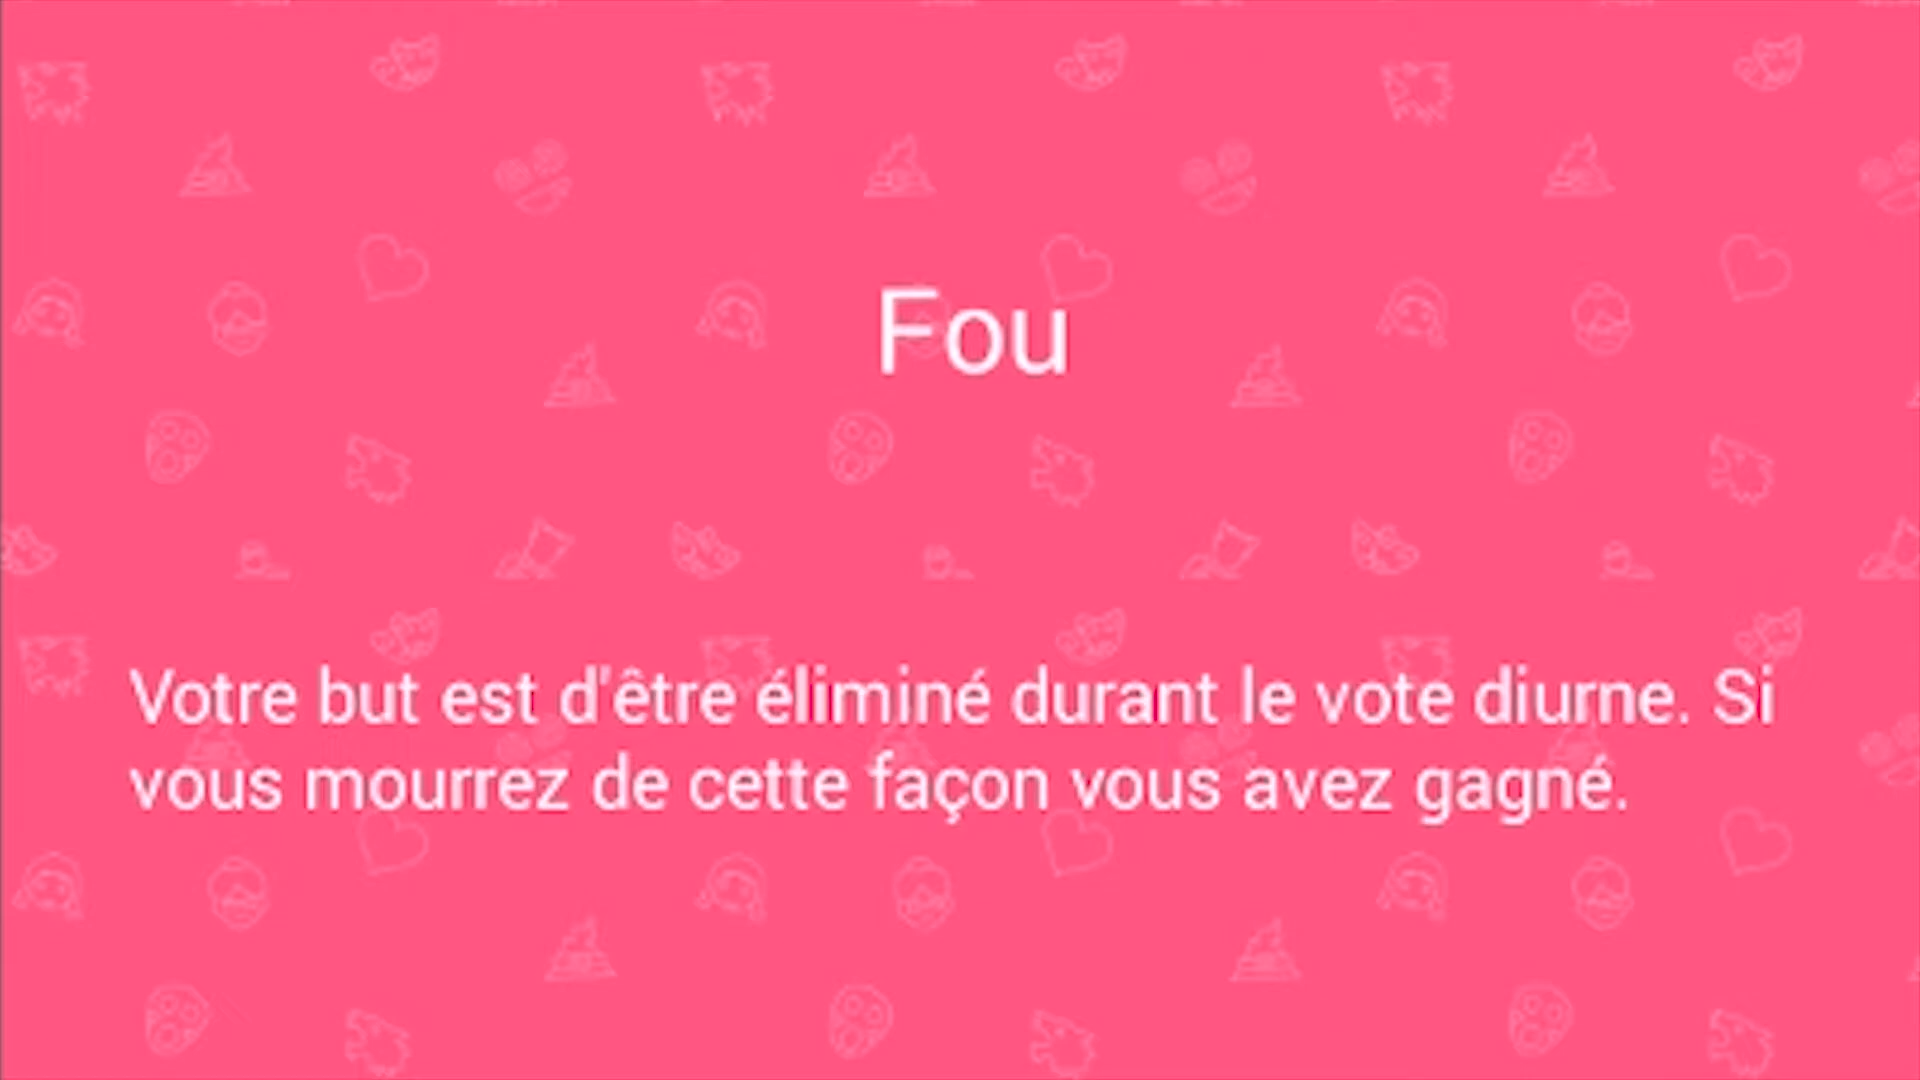 Fou
Votre but est d'être éliminé durant le vote diurne. Si
vous mourrez de cette façon vous avez gagné.